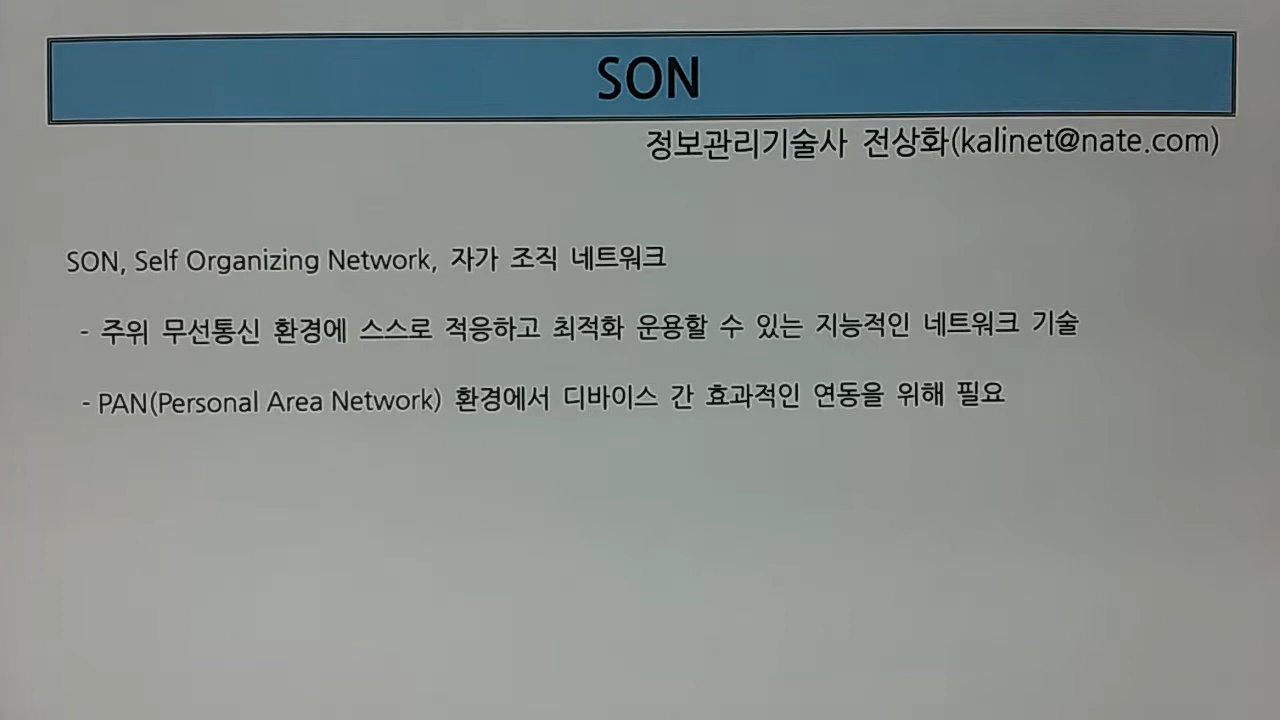 SON
정보관리기술사 전상화(kalinet@nate.com)
SON, Self Organizing Network, 자가 조직 네트워크
- 주위 무선통신 환경에 스스로 적응하고 최적화 운용할 수 있는 지능적인 네트워크 기술
- PAN(Personal Area Network) 환경에서 디바이스 간 효과적인 연동을 위해 필요